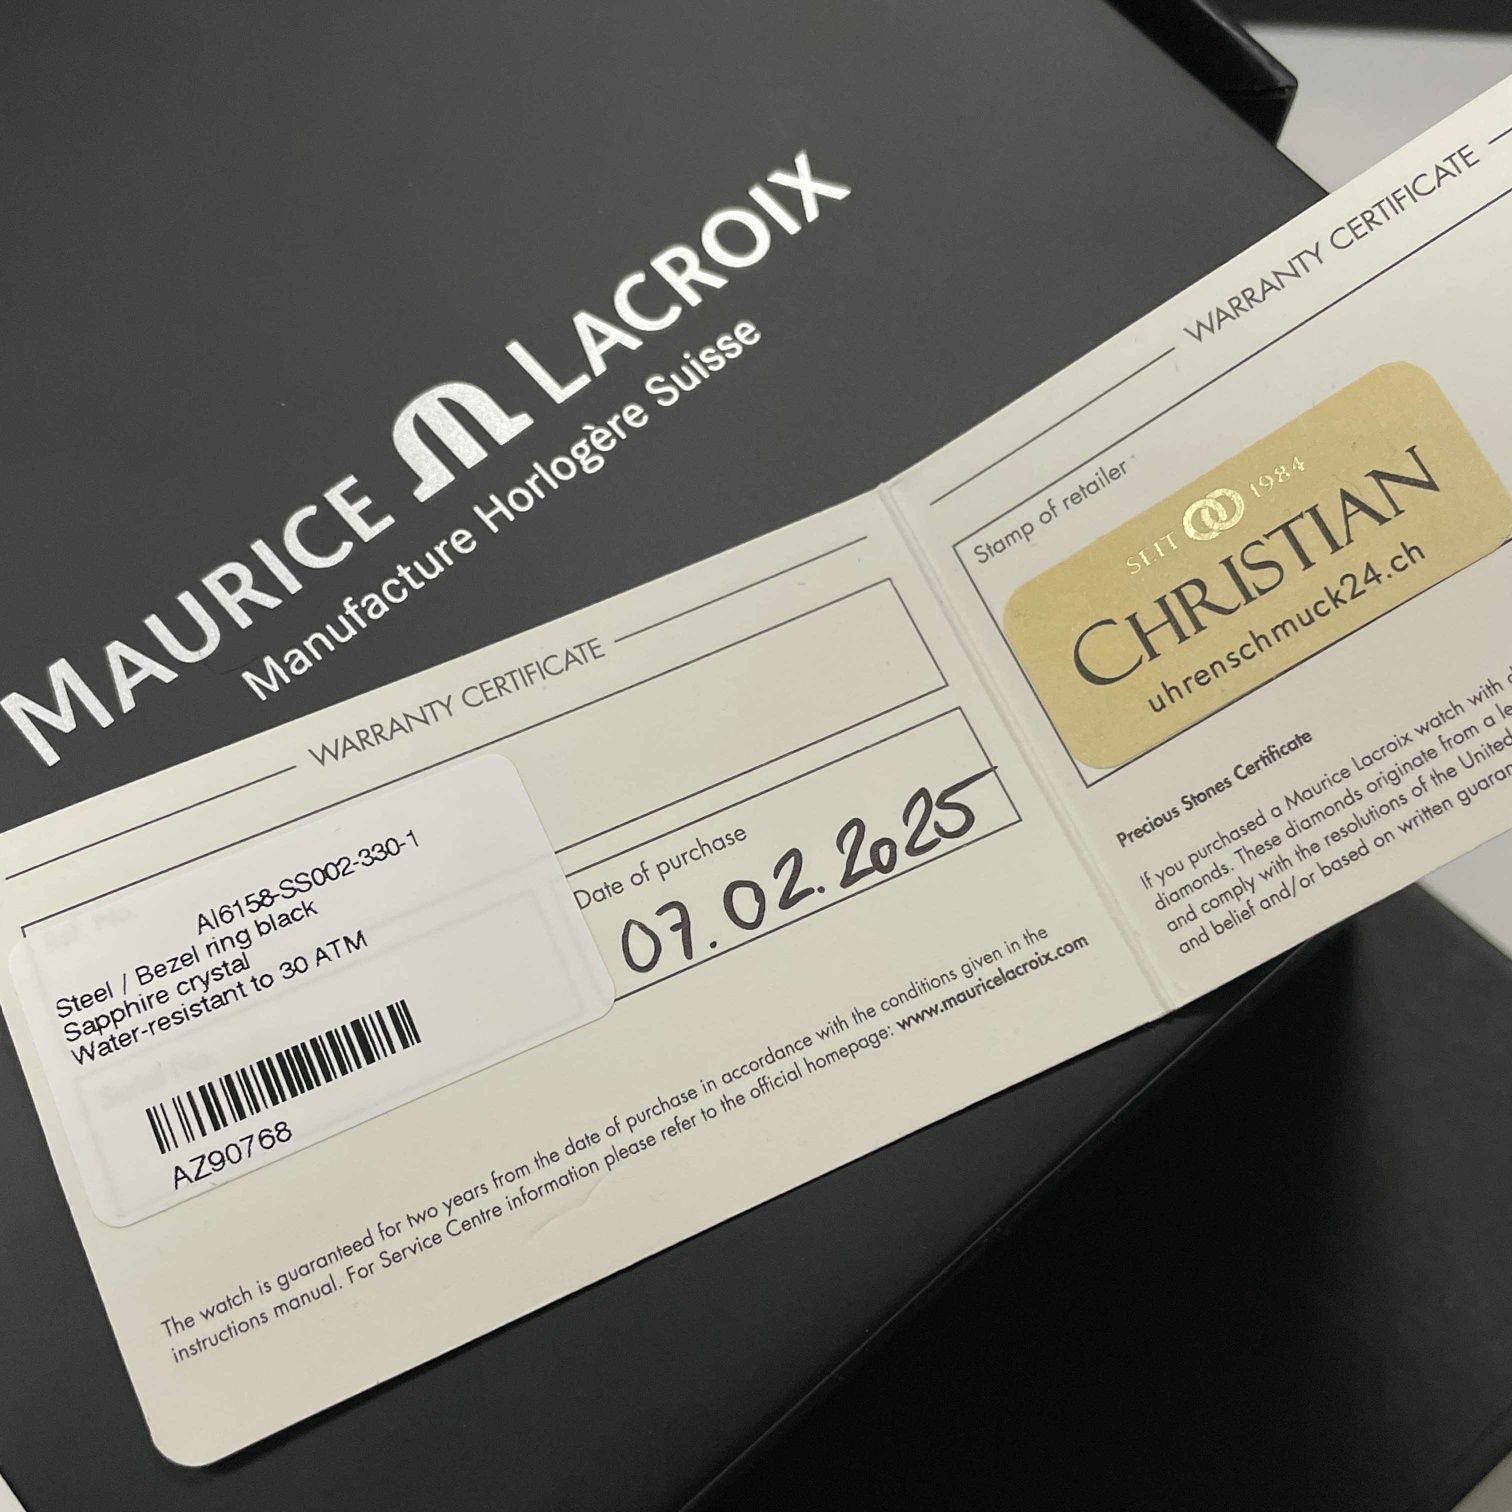 MAURICE LACROIX
Manufacture Horlogère Suisse
WARRANTY CERTIFICATE
AI6158-SS002-330-1
Steel / Bezel ring black
Sapphire crystal
Water-resistant to 30 ATM
AZ90768
Date of purchase
07.02.2025
The watch is guaranteed for two years from the date of purchase in accordance with the conditions given in the
instructions manual. For Service Centre information please refer to the official homepage: www.mauricelacroix.com
WARRANTY CERTIFICATE
Stamp of retailer
SEIT 1984
CHRISTIAN
uhrenschmuck24.ch
Precious Stones Certificate
If you purchased a Maurice Lacroix watch with
diamonds. These diamonds originate from a
and comply with the resolutions of the United
and belief and/or based on written